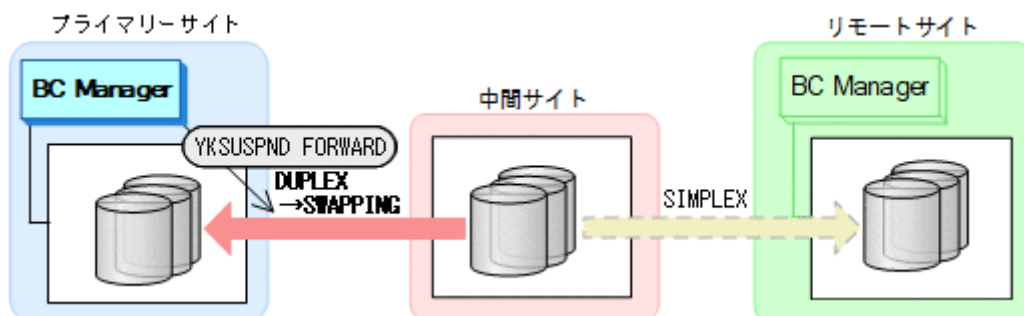 プライマリーサイト
リモートサイト
BC Manager
BC Manager
中間サイト
YKSUSPND FORWARD
DUPLEX
→SWAPPING
SIMPLEX